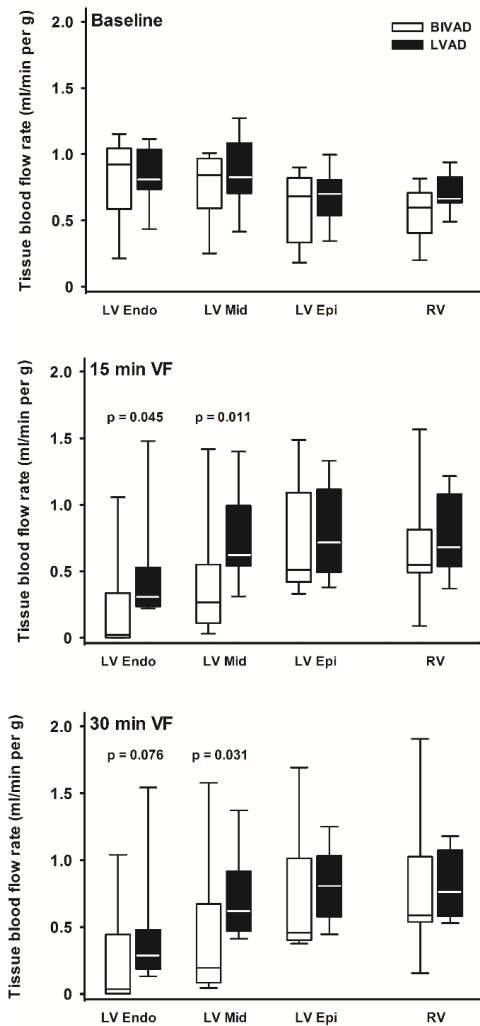 Baseline
BIVAD
LVAD
Tissue blood flow rate (ml/min per g)
2.0
1.5
1.0
0.5
0
LV Endo LV Mid LV Epi RV
15 min VF
p = 0.045 p = 0.011
Tissue blood flow rate (ml/min per g)
2.0
1.5
1.0
0.5
0
LV Endo LV Mid LV Epi RV
30 min VF
p = 0.076 p = 0.031
Tissue blood flow rate (ml/min per g)
2.0
1.5
1.0
0.5
0
LV Endo LV Mid LV Epi RV